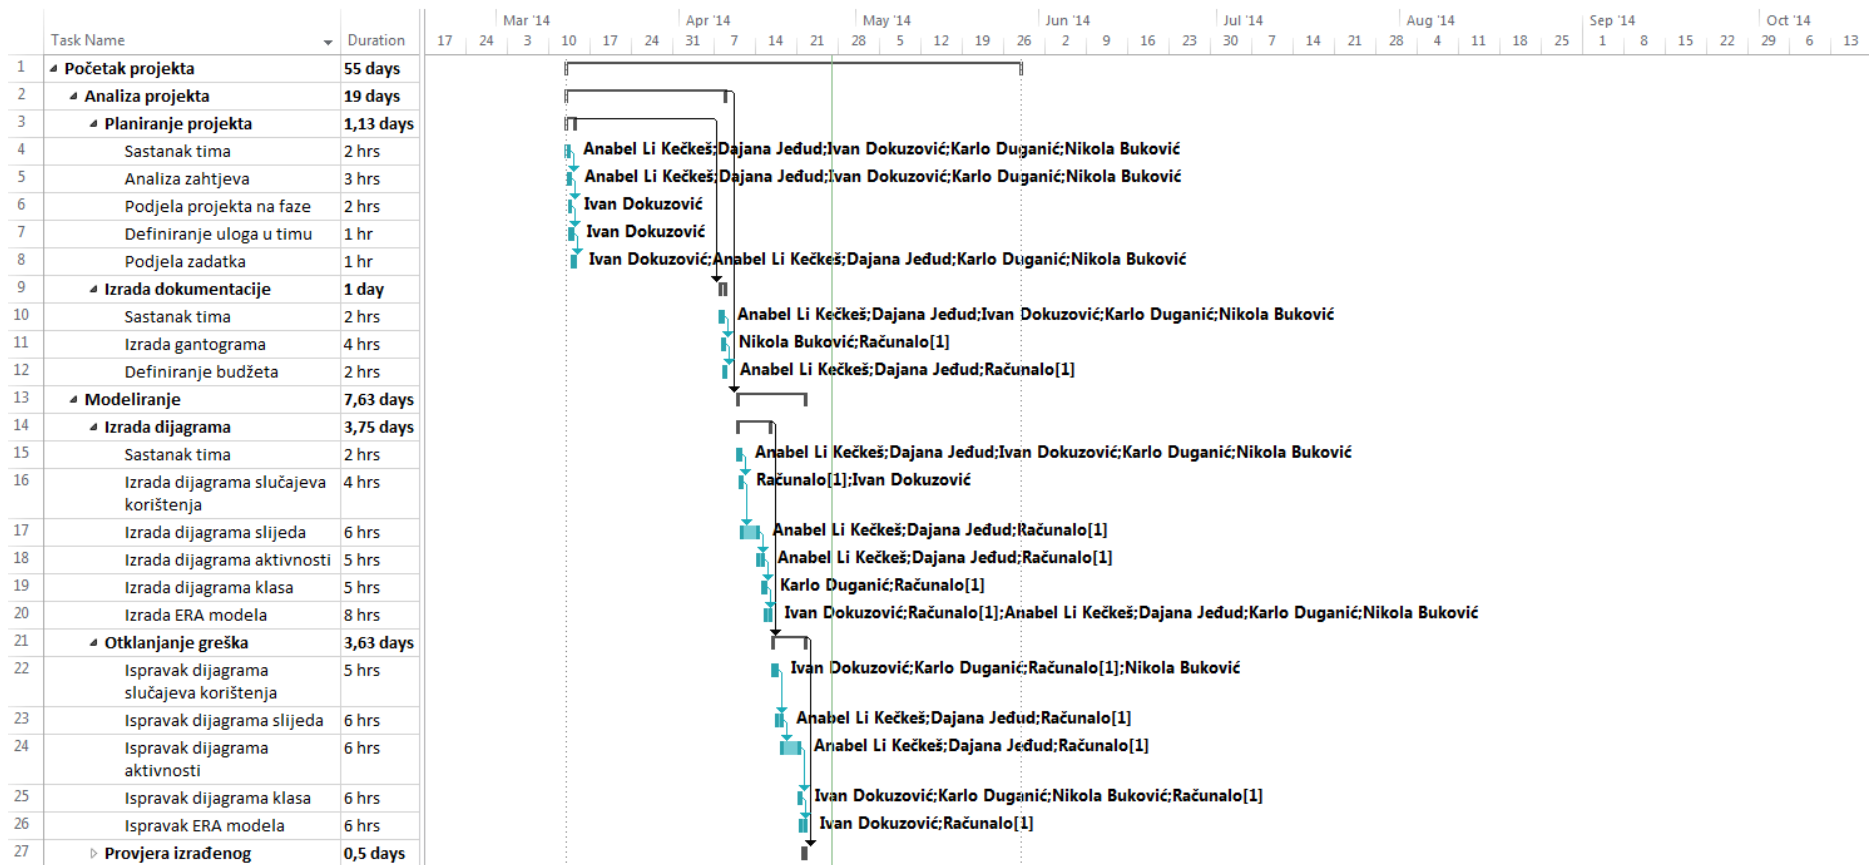 Mar '14 Apr '14 May '14 Jun '14 Jul '14 Aug '14 Sep '14 Oct '14
Task Name Duration 17 24 3 10 17 24 31 7 14 21 28 5 12 19 26 2 9 16 23 30 7 14 21 28 4 11 18 25 1 8 15 22 29 6 13
1 Početak projekta 55 days
2 Analiza projekta 19 days
3 Planiranje projekta 1,13 days
4 Sastanak tima 2 hrs Anabel Li Kečkeš;Dajana Jeđud;Ivan Dokuzović;Karlo Duganić;Nikola Buković
5 Analiza zahtjeva 3 hrs Anabel Li Kečkeš;Dajana Jeđud;Ivan Dokuzović;Karlo Duganić;Nikola Buković
6 Podjela projekta na faze 2 hrs Ivan Dokuzović
7 Definiranje uloga u timu 1 hr Ivan Dokuzović
8 Podjela zadatka 1 hr Ivan Dokuzović;Anabel Li Kečkeš;Dajana Jeđud;Karlo Duganić;Nikola Buković
9 Izrada dokumentacije 1 day
10 Sastanak tima 2 hrs Anabel Li Kečkeš;Dajana Jeđud;Ivan Dokuzović;Karlo Duganić;Nikola Buković
11 Izrada gantograma 4 hrs Nikola Buković;Računalo[1]
12 Definiranje budžeta 2 hrs Anabel Li Kečkeš;Dajana Jeđud;Računalo[1]
13 Modeliranje 7,63 days
14 Izrada dijagrama 3,75 days
15 Sastanak tima 2 hrs Anabel Li Kečkeš;Dajana Jeđud;Ivan Dokuzović;Karlo Duganić;Nikola Buković
16 Izrada dijagrama slučajeva 4 hrs Računalo[1];Ivan Dokuzović
korištenja
17 Izrada dijagrama slijeda 6 hrs Anabel Li Kečkeš;Dajana Jeđud;Računalo[1]
18 Izrada dijagrama aktivnosti 5 hrs Anabel Li Kečkeš;Dajana Jeđud;Računalo[1]
19 Izrada dijagrama klasa 5 hrs Karlo Duganić;Računalo[1]
20 Izrada ERA modela 8 hrs Ivan Dokuzović;Računalo[1];Anabel Li Kečkeš;Dajana Jeđud;Karlo Duganić;Nikola Buković
21 Otklanjanje greška 3,63 days
22 Ispravak dijagrama 5 hrs Ivan Dokuzović;Karlo Duganić;Računalo[1];Nikola Buković
slučajeva korištenja
23 Ispravak dijagrama slijeda 6 hrs Anabel Li Kečkeš;Dajana Jeđud;Računalo[1]
24 Ispravak dijagrama 6 hrs Anabel Li Kečkeš;Dajana Jeđud;Računalo[1]
aktivnosti
25 Ispravak dijagrama klasa 6 hrs Ivan Dokuzović;Karlo Duganić;Nikola Buković;Računalo[1]
26 Ispravak ERA modela 6 hrs Ivan Dokuzović;Računalo[1]
27 Provjera izrađenog 0,5 days